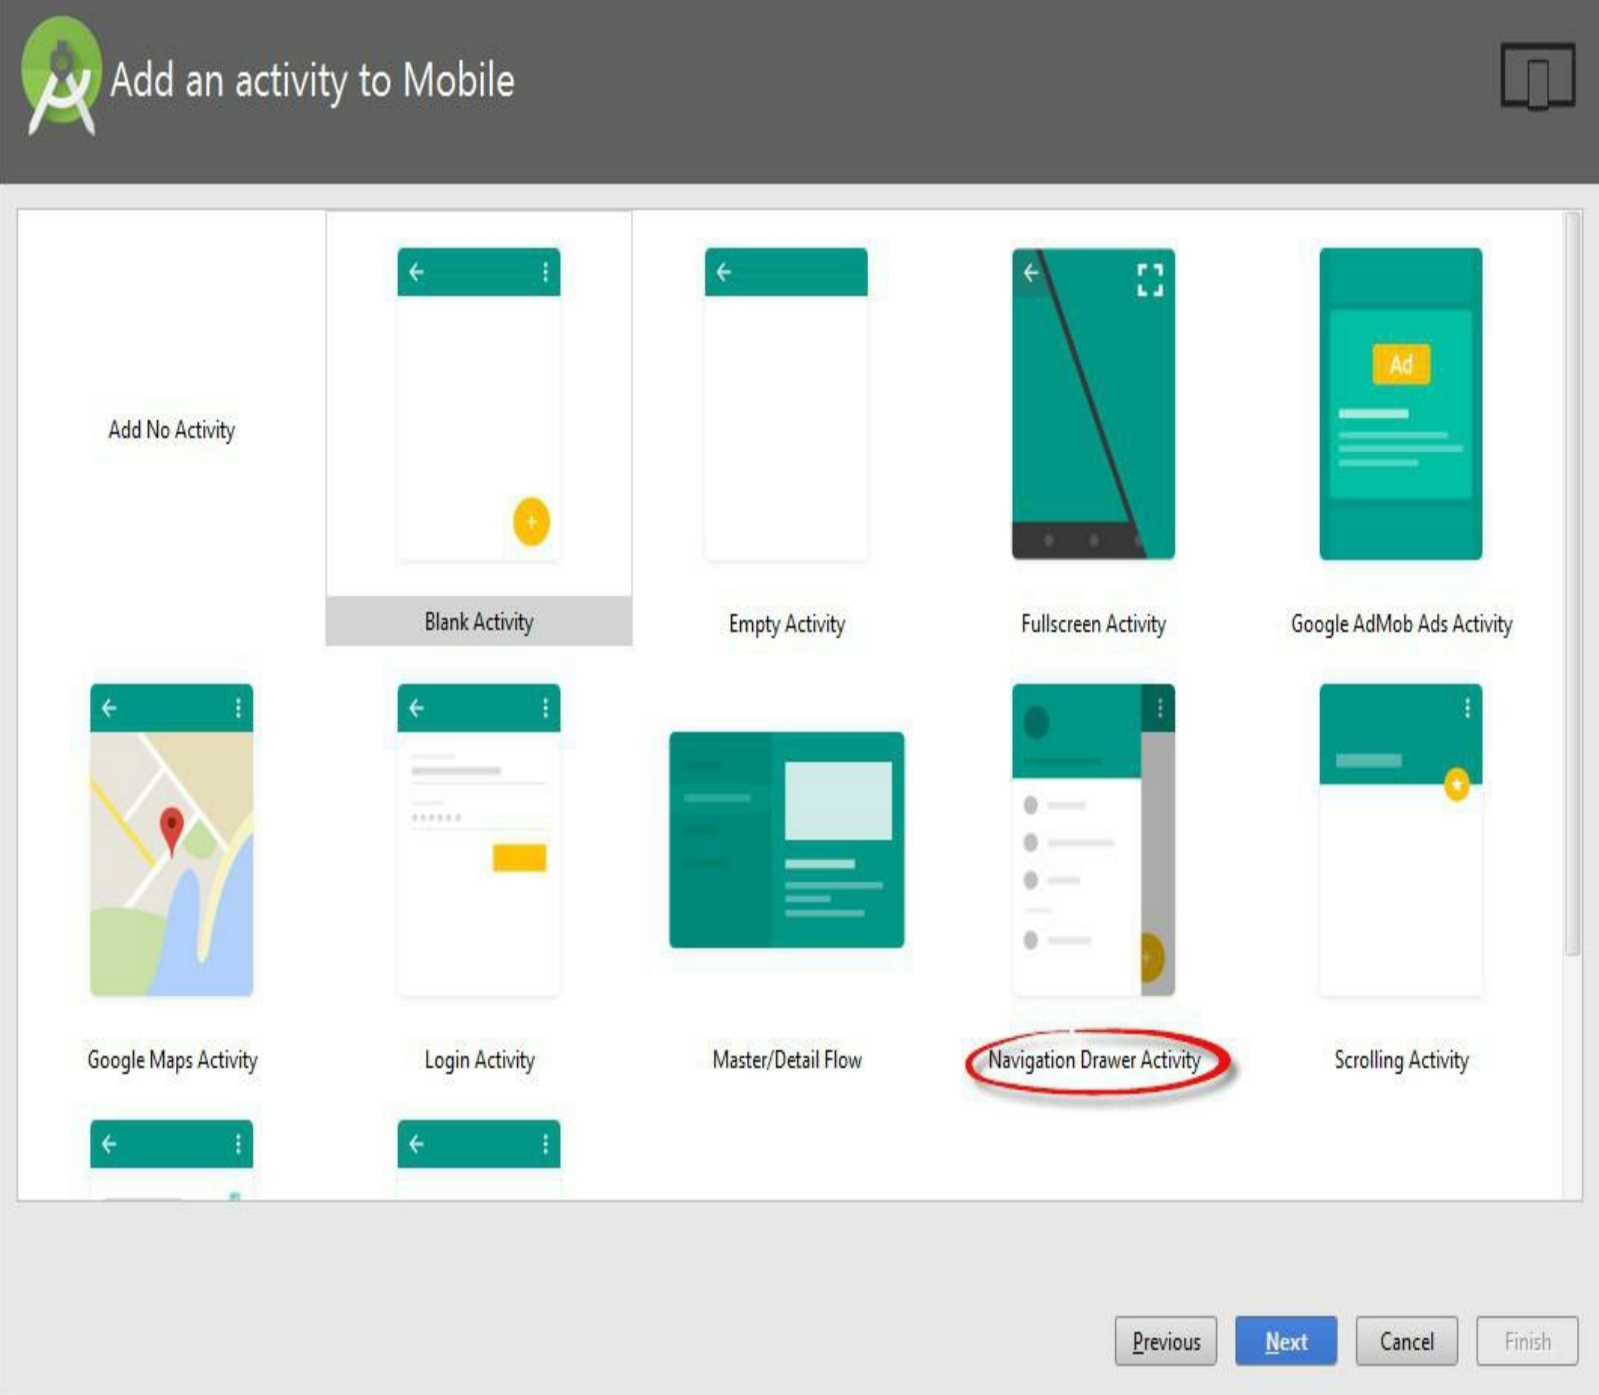 Add an activity to Mobile
Add No Activity
Ad
Blank Activity
Empty Activity
Fullscreen Activity
Google AdMob Ads Activity
Google Maps Activity
Login Activity
Master/Detail Flow
Navigation Drawer Activity
Scrolling Activity
Previous
Next
Cancel
Finish